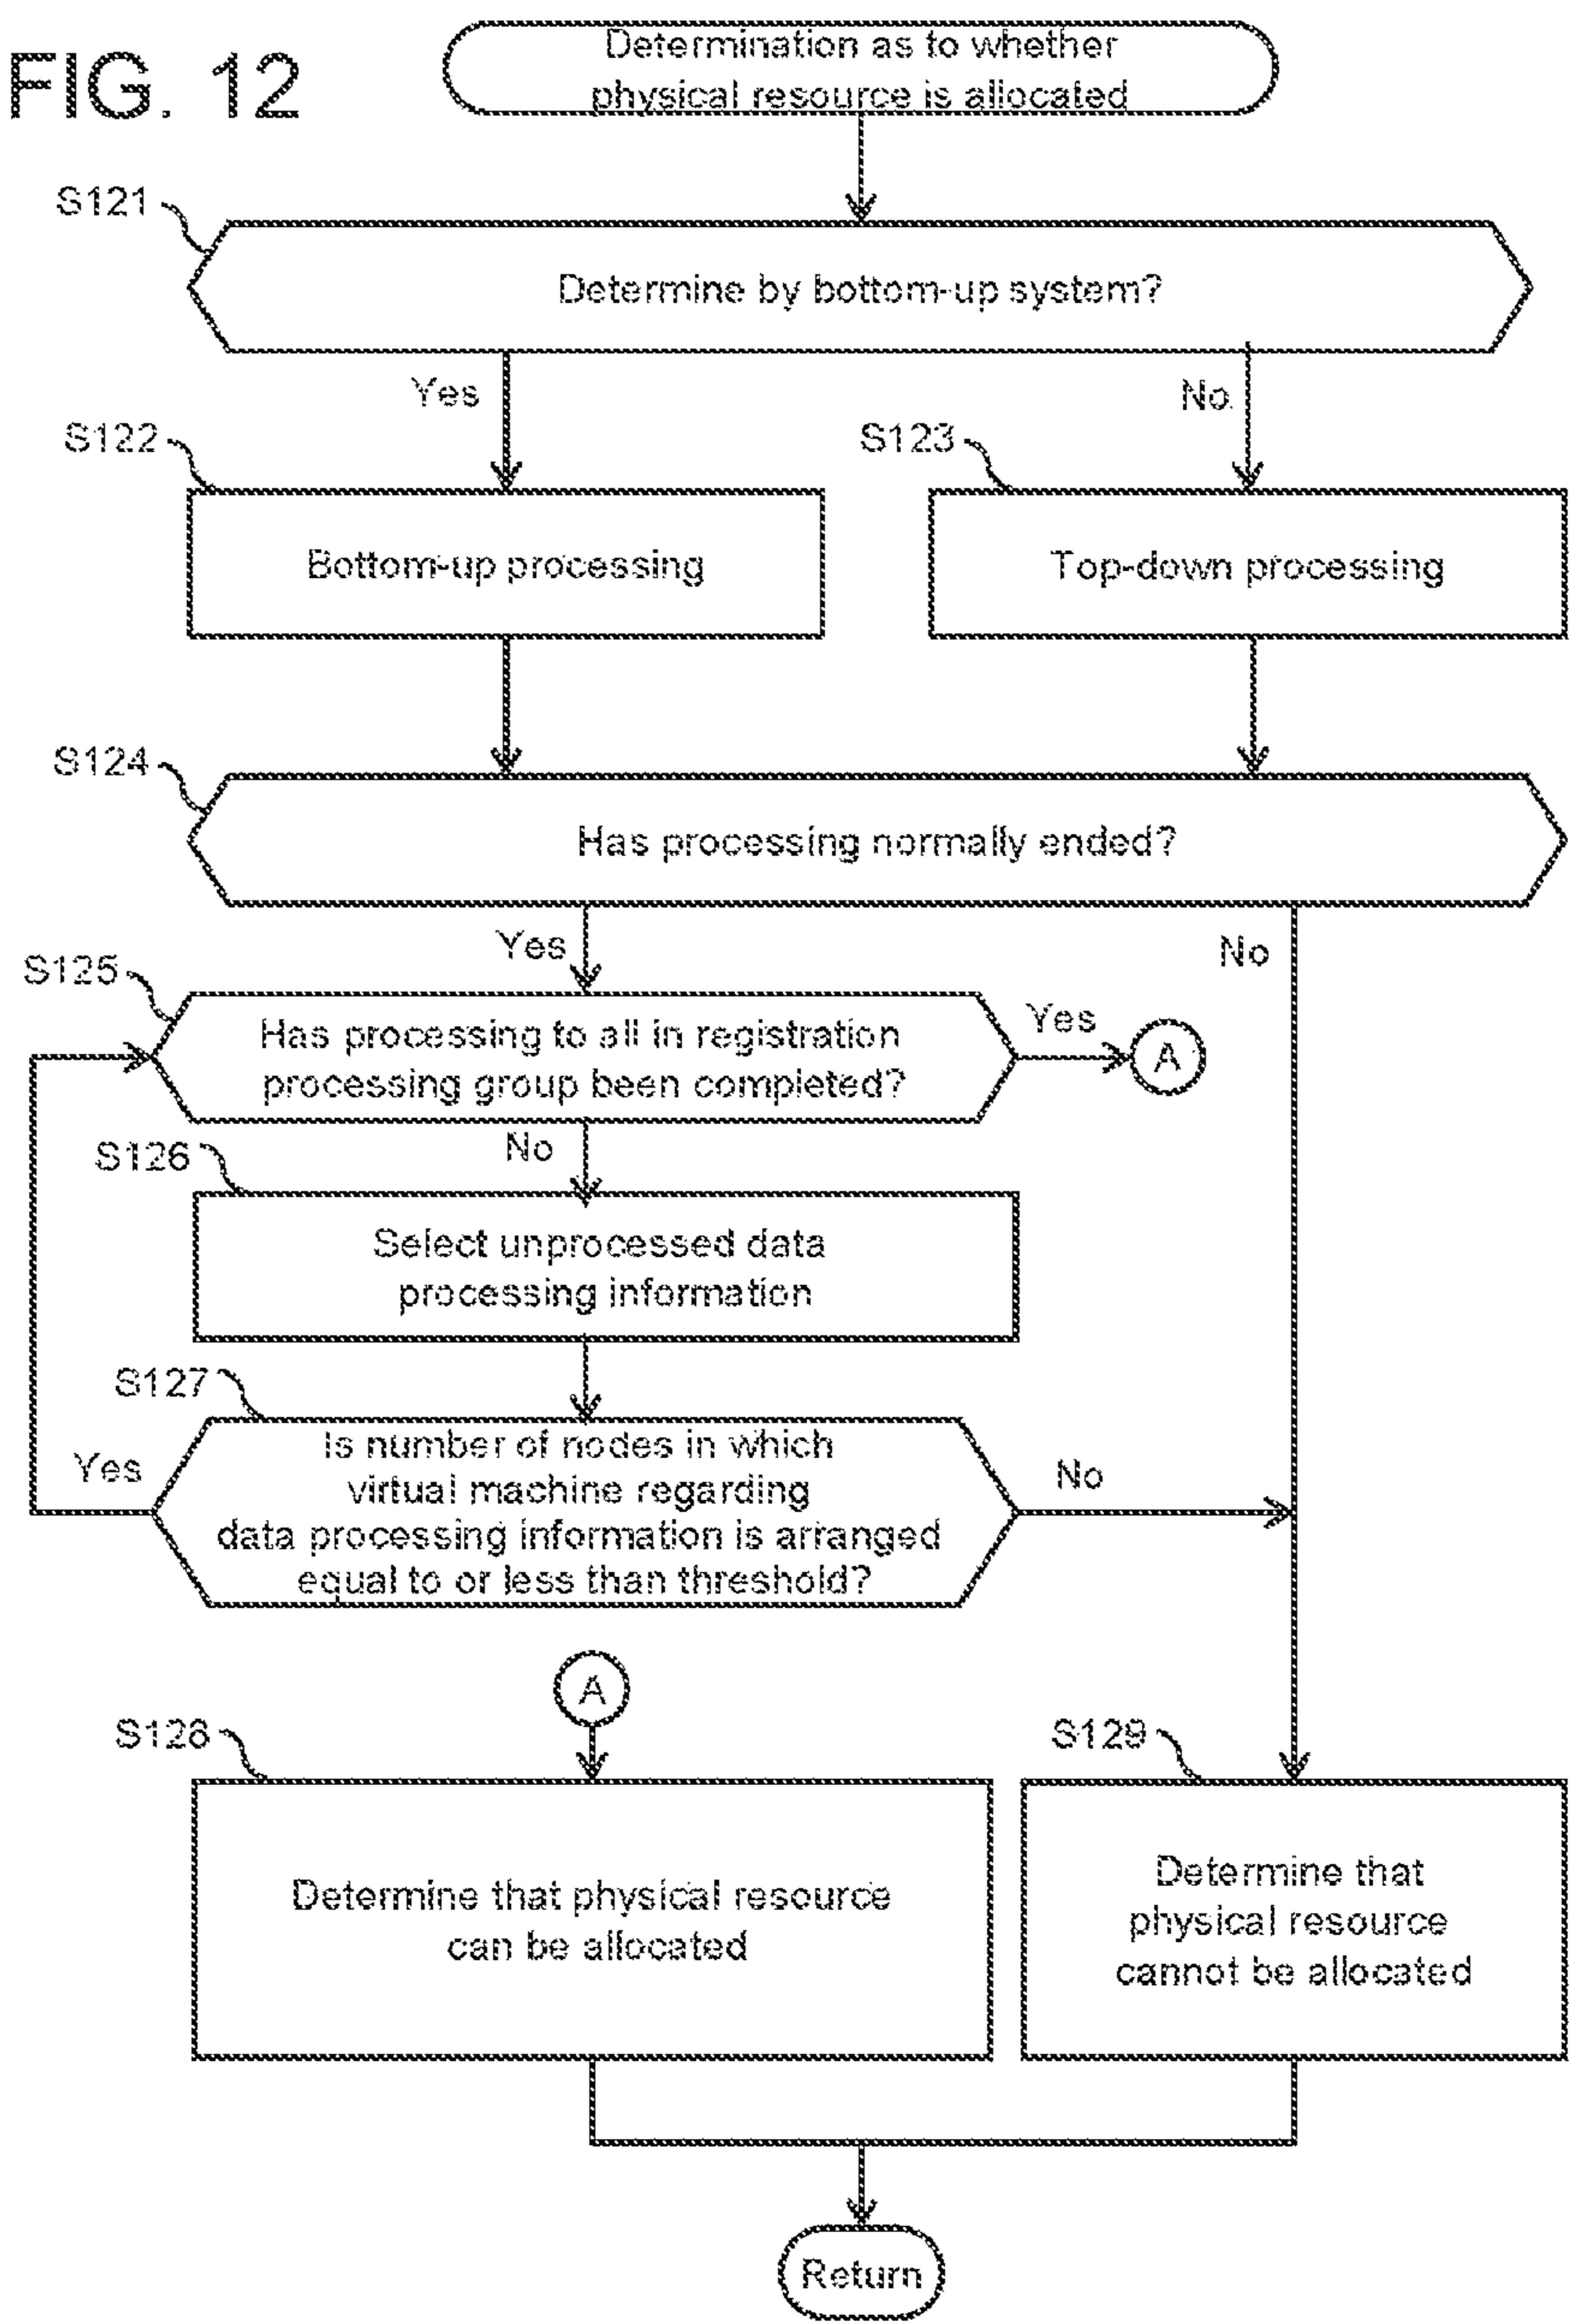 FIG. 12
Determination as to whether
physical resource is allocated
S121
Determine by bottom-up system?
Yes
No
S122
S123
Bottom-up processing
Top-down processing
S124
Has processing normally ended?
Yes
No
S125
Has processing to all in registration
processing group been completed?
Yes
A
No
S126
Select unprocessed data
processing information
S127
Is number of nodes in which
virtual machine regarding
data processing information is arranged
equal to or less than threshold?
Yes
No
A
S128
S129
Determine that physical resource
can be allocated
Determine that
physical resource
cannot be allocated
Return